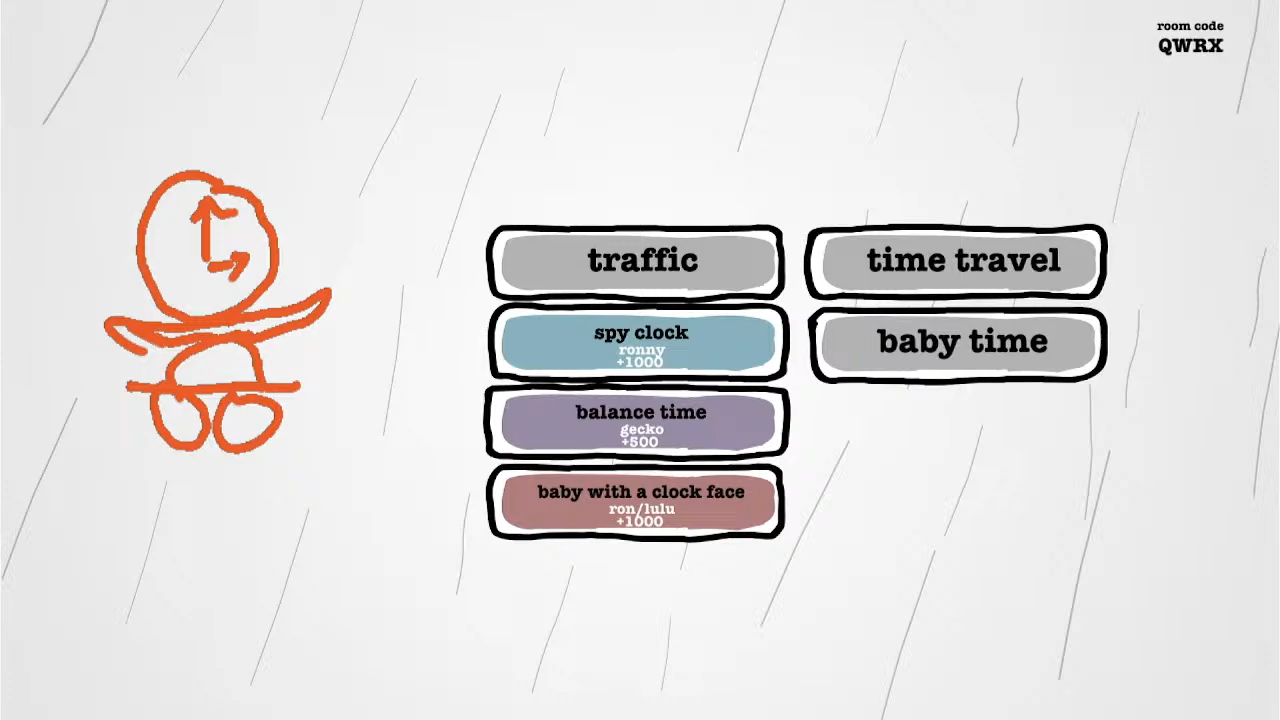 room code
QWRX
traffic
time travel
spy clock
ronny
+1000
baby time
balance time
gecko
+500
baby with a clock face
ron/lulu
+1000